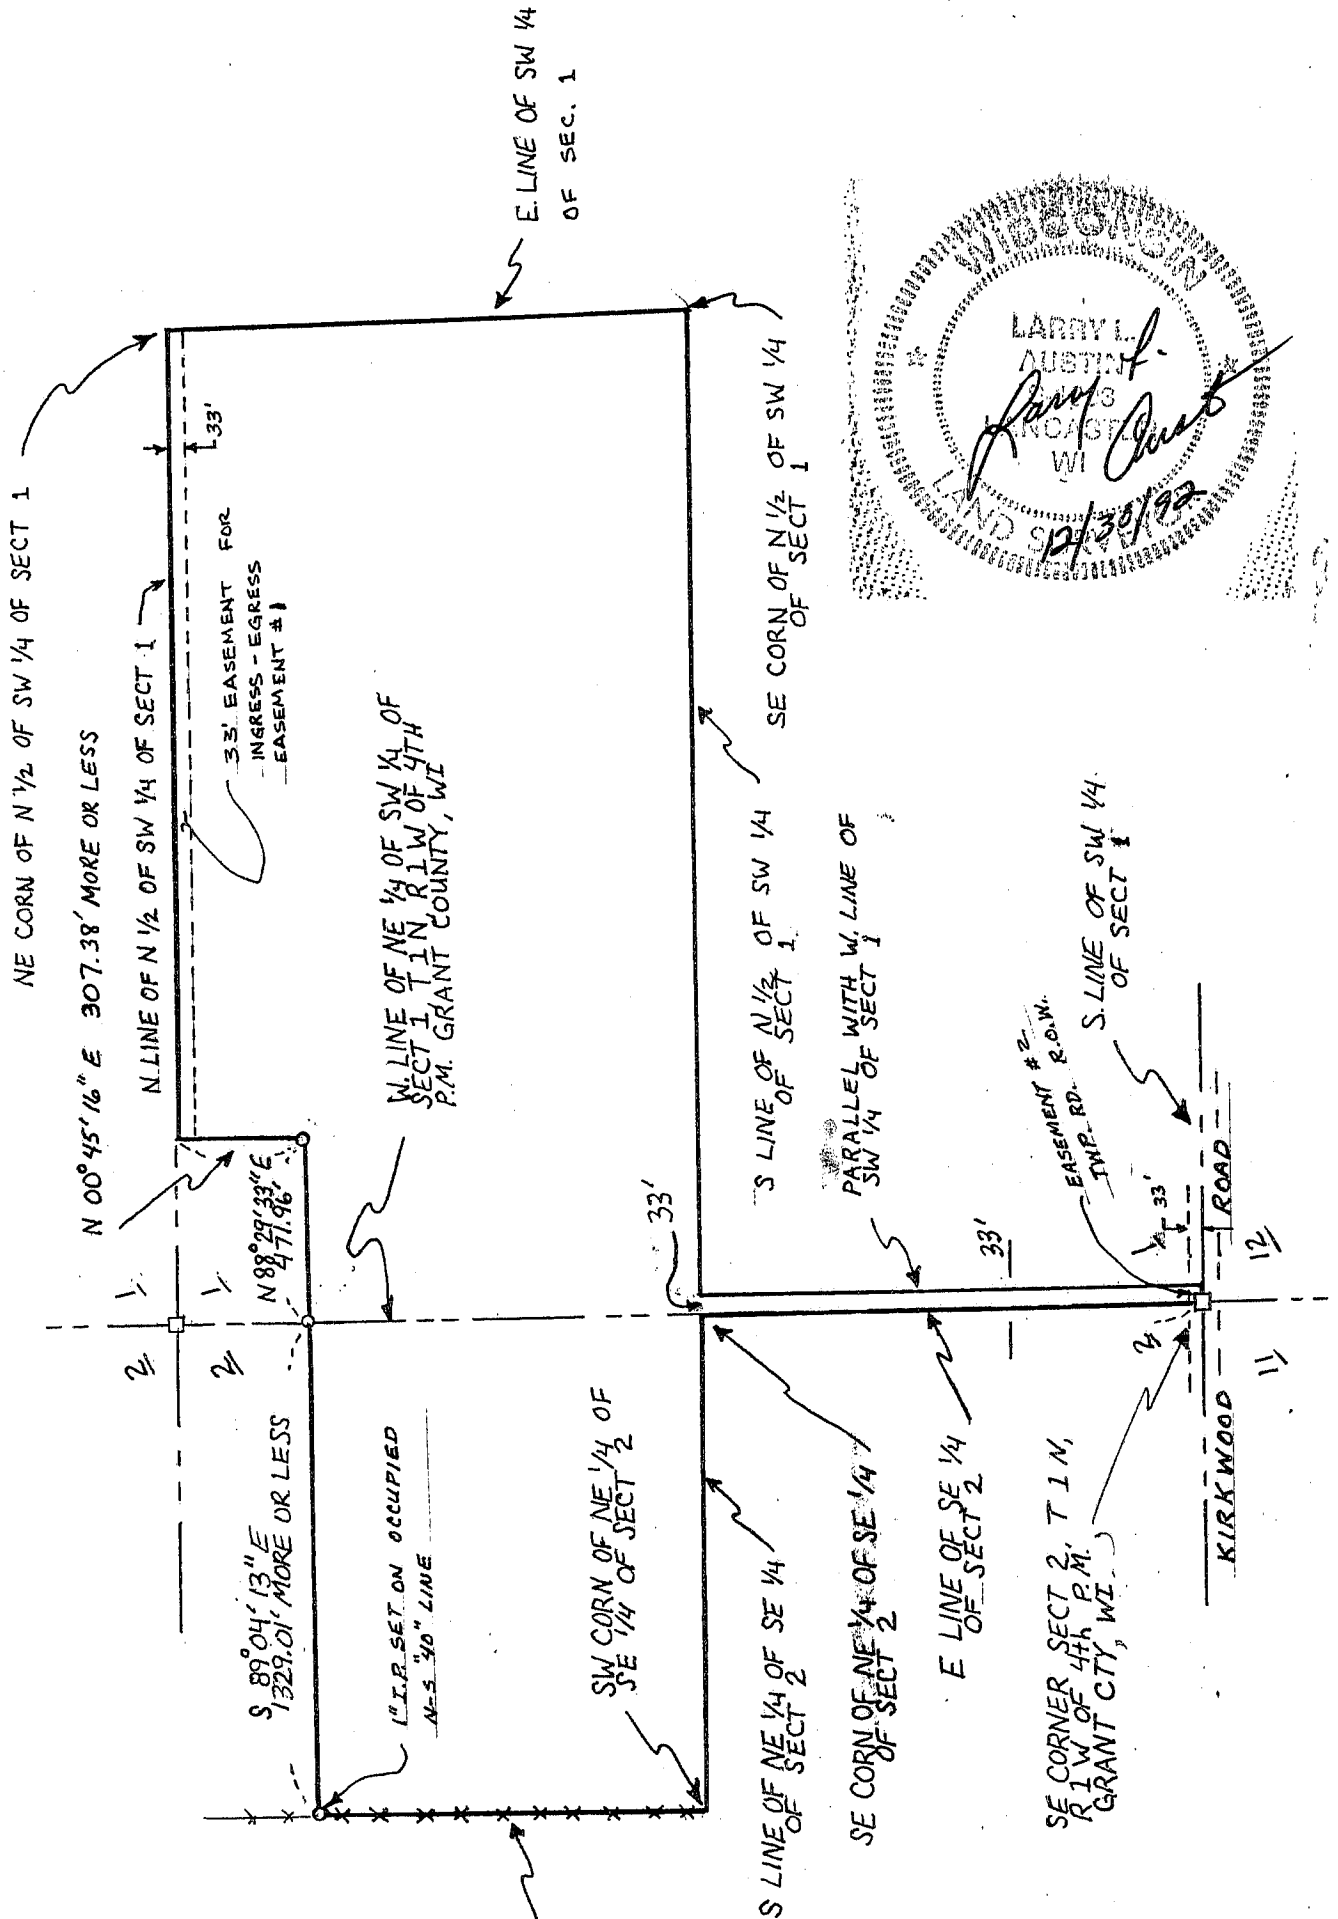 NE CORN OF N 1/2 OF SW 1/4 OF SECT 1
N 00°45'16" E 307.38' MORE OR LESS
N. LINE OF N 1/2 OF SW 1/4 OF SECT 1
33'
33' EASEMENT FOR
INGRESS - EGRESS
EASEMENT #1
E. LINE OF SW 1/4
OF SEC. 1
2
1
2
1
N 88°29'33" E
471.96'
S 89°04'13" E
1329.01' MORE OR LESS
W. LINE OF NE 1/4 OF SW 1/4 OF
SECT 1 T 1 N R 1 W OF 4TH
P.M. GRANT COUNTY, WI
1" I.P. SET ON OCCUPIED
N-S "40" LINE
SW CORN OF NE 1/4 OF
SE 1/4 OF SECT 2
33'
S LINE OF N 1/2 OF SW 1/4
OF SECT 1
SE CORN OF N 1/2 OF SW 1/4
OF SECT 1
S LINE OF NE 1/4 OF SE 1/4
OF SECT 2
SE CORN OF NE 1/4 OF SE 1/4
OF SECT 2
PARALLEL WITH W. LINE OF
SW 1/4 OF SECT 1
E LINE OF SE 1/4
OF SECT 2
33'
EASEMENT #2
TWP. RD. R.O.W.
S. LINE OF SW 1/4
OF SECT 1
SE CORNER SECT 2, T 1 N,
R 1 W OF 4th P.M.
GRANT CTY, WI
2
1
33'
KIRKWOOD
ROAD
11
12
WISCONSIN
LARRY L.
AUSTIN
LANCASTER
WI
LAND SURVEYOR
Larry L.
Austin
12/30/92